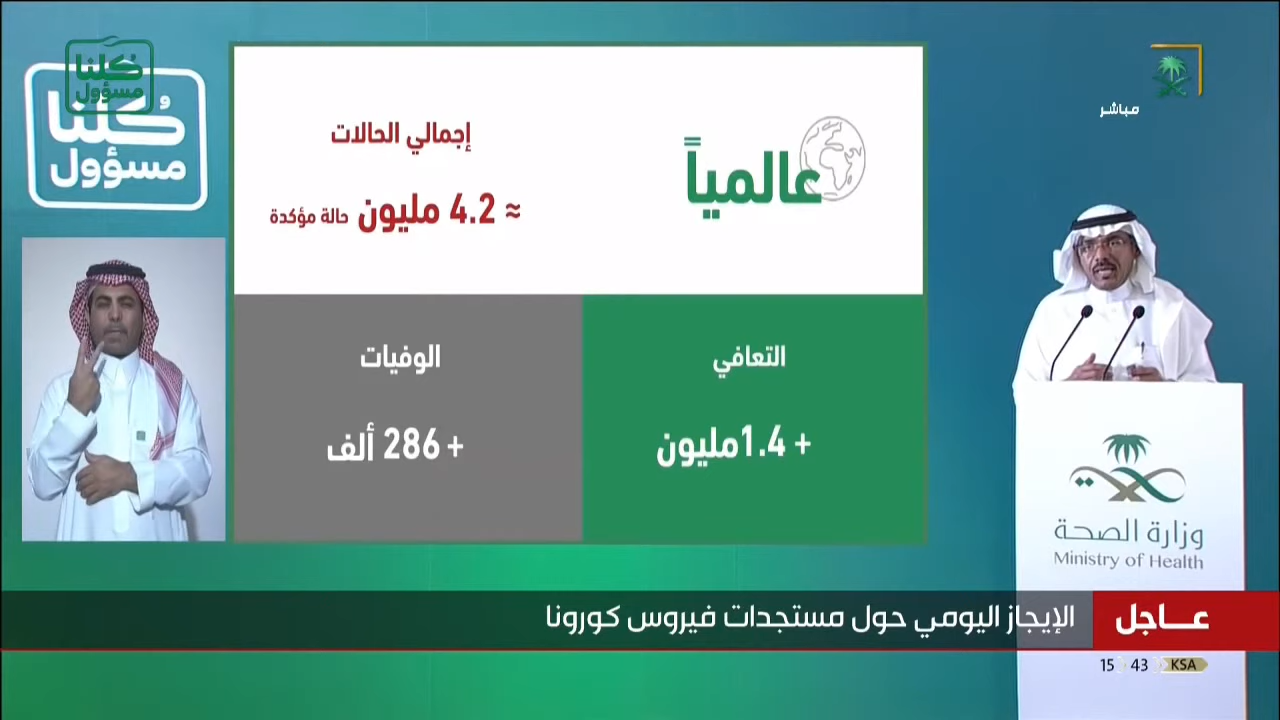 كلنا
مسؤول
كلنا
مسؤول
مباشر
عالمياً
إجمالي الحالات
≈ 4.2 مليون حالة مؤكدة
التعافي
+ 1.4مليون
الوفيات
+ 286 ألف
وزارة الصحة
Ministry of Health
عـــاجل
الإيجاز اليومي حول مستجدات فيروس كورونا
15 43 KSA